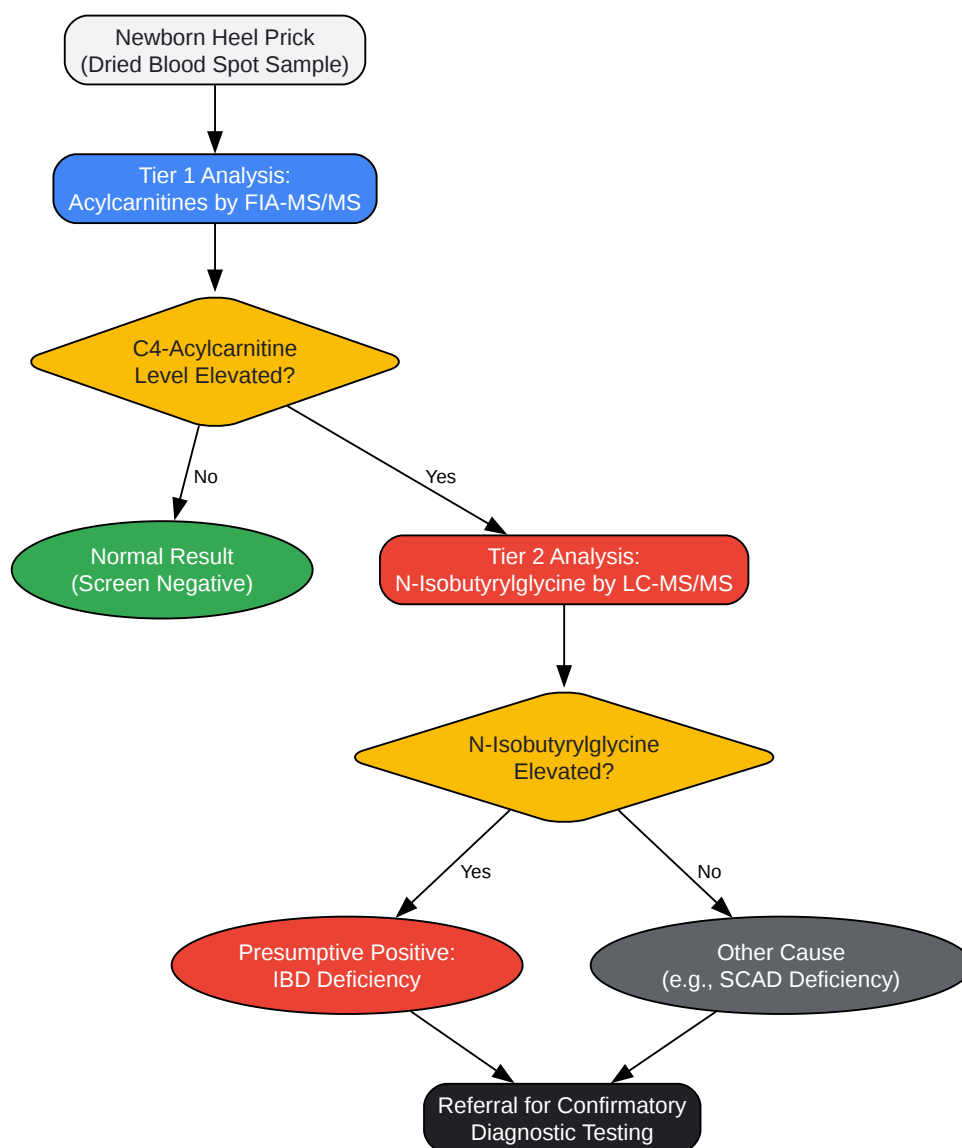 Newborn Heel Prick
(Dried Blood Spot Sample)
Tier 1 Analysis:
Acylcarnitines by FIA-MS/MS
C4-Acylcarnitine
Level Elevated?
No
Yes
Normal Result
(Screen Negative)
Tier 2 Analysis:
N-Isobutyrylglycine by LC-MS/MS
N-Isobutyrylglycine
Elevated?
Yes
No
Presumptive Positive:
IBD Deficiency
Other Cause
(e.g., SCAD Deficiency)
Referral for Confirmatory
Diagnostic Testing